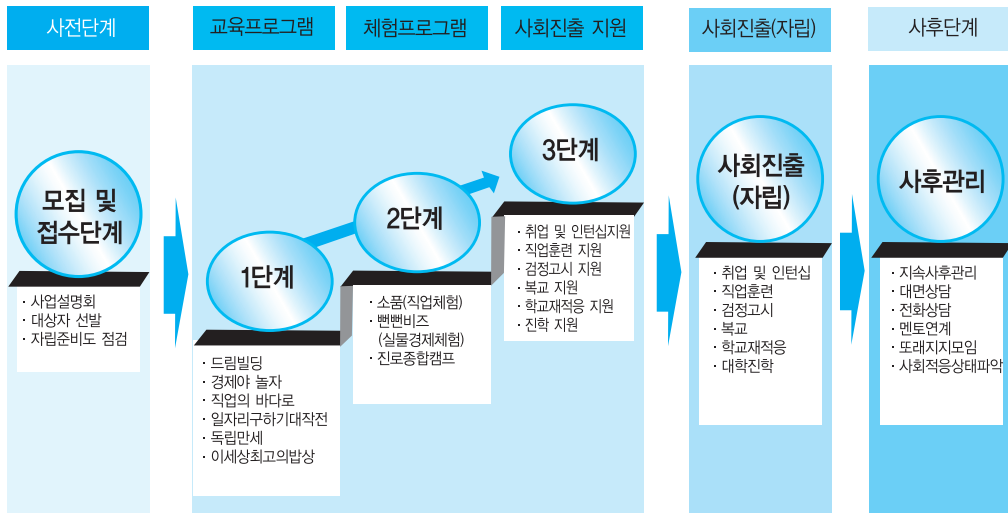 사전단계
모집 및
접수단계
· 사업설명회
· 대상자 선발
· 자립준비도 점검
교육프로그램
1단계
· 드림빌딩
· 경제야 놀자
· 직업의 바다로
· 일자리구하기대작전
· 독립만세
· 이세상최고의밥상
체험프로그램
2단계
· 소품(직업체험)
· 뻔뻔비즈
(실물경제체험)
· 진로종합캠프
사회진출 지원
3단계
· 취업 및 인턴십지원
· 직업훈련 지원
· 검정고시 지원
· 복교 지원
· 학교재적응 지원
· 진학 지원
사회진출(자립)
사회진출
(자립)
· 취업 및 인턴십
· 직업훈련
· 검정고시
· 복교
· 학교재적응
· 대학진학
사후단계
사후관리
· 지속사후관리
· 대면상담
· 전화상담
· 멘토연계
· 또래지지모임
· 사회적응상태파악